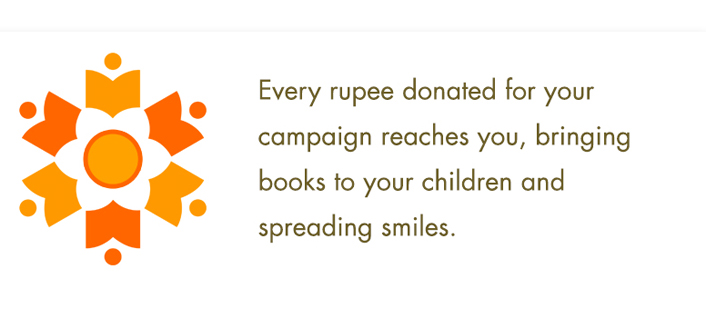 Every rupee donated for your
campaign reaches you, bringing
books to your children and
spreading smiles.